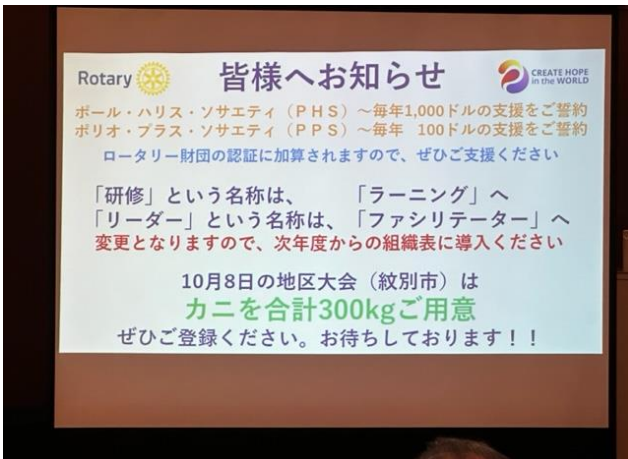 Rotary
皆様へお知らせ
CREATE HOPE
in the WORLD
ポール・ハリス・ソサエティ（ＰＨＳ）～毎年1,000ドルの支援をご誓約
ポリオ・プラス・ソサエティ（ＰＰＳ）～毎年　100ドルの支援をご誓約
ロータリー財団の認証に加算されますので、ぜひご支援ください
「研修」という名称は、　　「ラーニング」へ
「リーダー」という名称は、「ファシリテーター」へ
変更となりますので、次年度からの組織表に導入ください
10月8日の地区大会（紋別市）は
カニを合計300kgご用意
ぜひご登録ください。お待ちしております！！